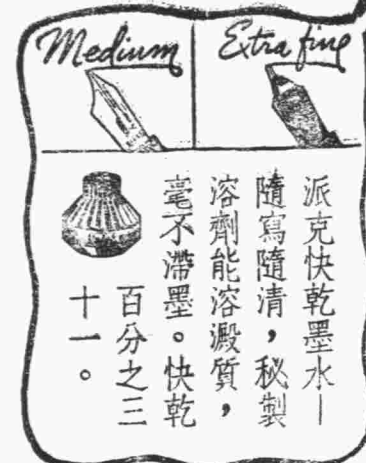 Medium
Extra fine
派克快乾墨水—
隨寫隨清，秘製
溶劑能溶澱質，
毫不滯墨。快乾
百分之三
十一。